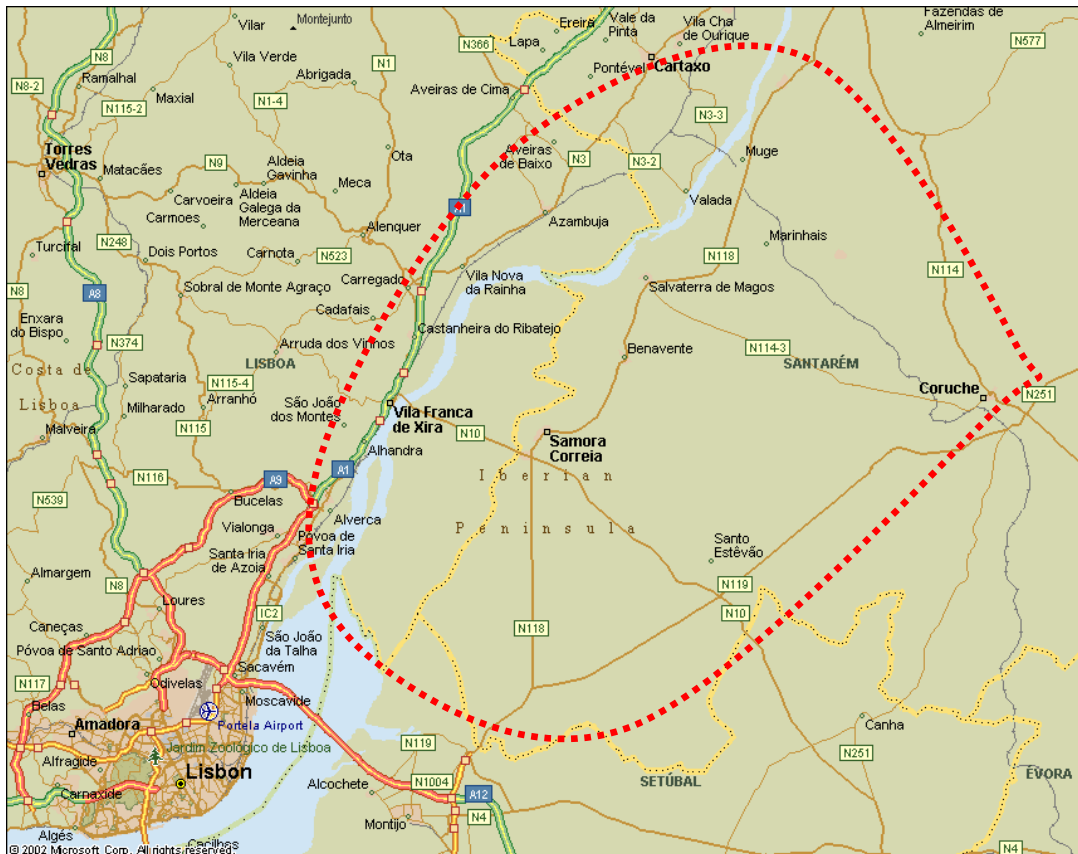 Vilar
Montejunto
Ereira
Vale da
Pinta
Vila Cha
de Ourique
Fazendas de
Almeirim
N8
N366
Lapa
N577
Vila Verde
N1
Cartaxo
Ramalhal
Abrigada
Pontével
N8-2
Maxial
N115-2
N1-4
Aveiras de Cima
N3-3
Torres
Vedras
Ota
Aveiras
de Baixo
N3
N3-2
Muge
Matacães
N9
Aldeia
Gavinha
Meca
Carvoeira
Aldeia
Galega da
Merceana
A1
Valada
Carmoes
Azambuja
Turcifal
N248
Dois Portos
Alenquer
Marinhais
Carnota
N523
N118
N114
N8
A8
Carregado
Vila Nova
da Rainha
Salvaterra de Magos
Sobral de Monte Agraço
Cadafais
Enxara
do Bispo
N374
Castanheira do Ribatejo
Arruda dos Vinhos
LISBOA
Benavente
N114-3
SANTARÉM
Costa de
Lisboa
Sapataria
N115-4
Arranhó
Coruche
N251
Milharado
São João
dos Montes
Vila Franca
de Xira
Malveira
N115
N10
Samora
Correia
Alhandra
N116
A9
A1
Iberian
Peninsula
N539
Bucelas
Alverca
Vialonga
Póvoa de
Santa Iria
Santa Iria
de Azoia
Santo
Estêvão
Almargem
N8
N119
Loures
IC2
N10
Caneças
São João
da Talha
N118
Póvoa de Santo Adriao
Sacavém
N117
Odivelas
Moscavide
Belas
Amadora
Portela Airport
Canha
Jardim Zoológico de Lisboa
N119
N251
Alfragide
Lisbon
Alcochete
N1004
SETÚBAL
ÉVORA
Carnaxide
A12
Montijo
N4
Algés
Cacilhas
N4
© 2002 Microsoft Corp. All rights reserved.